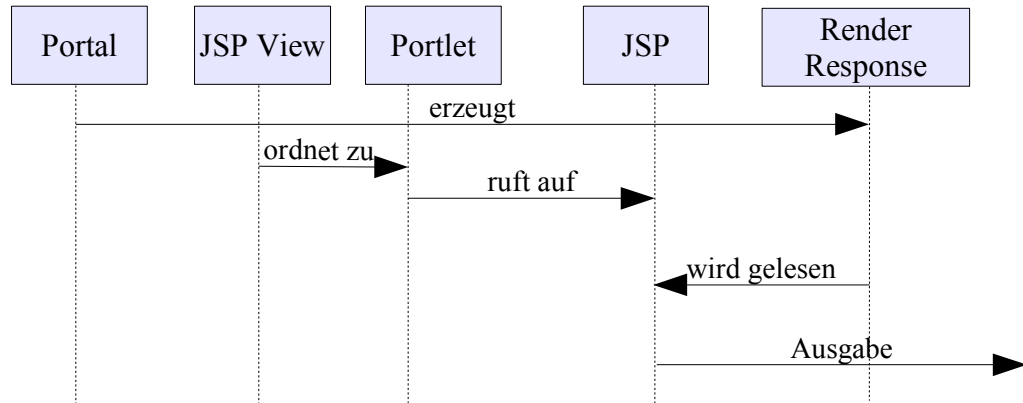 Portal
JSP View
Portlet
JSP
Render
Response
erzeugt
ordnet zu
ruft auf
wird gelesen
Ausgabe